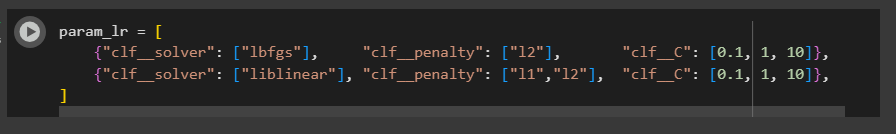 param_lr = [
    {"clf__solver": ["lbfgs"],     "clf__penalty": ["l2"],       "clf__C": [0.1, 1, 10]},
    {"clf__solver": ["liblinear"], "clf__penalty": ["l1","l2"],  "clf__C": [0.1, 1, 10]},
]